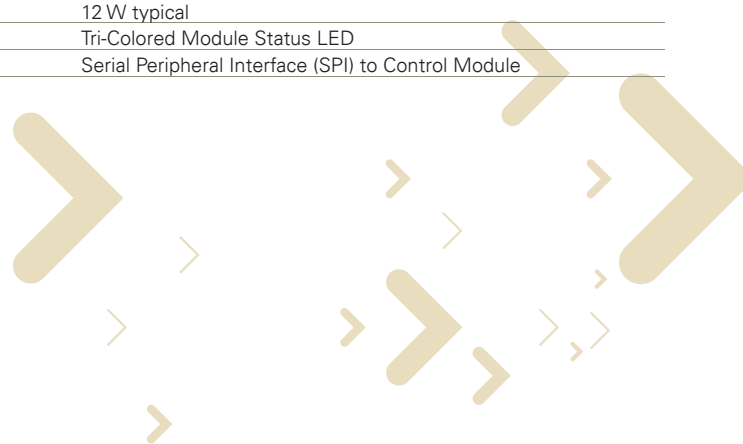 12 W typical
Tri-Colored Module Status LED
Serial Peripheral Interface (SPI) to Control Module